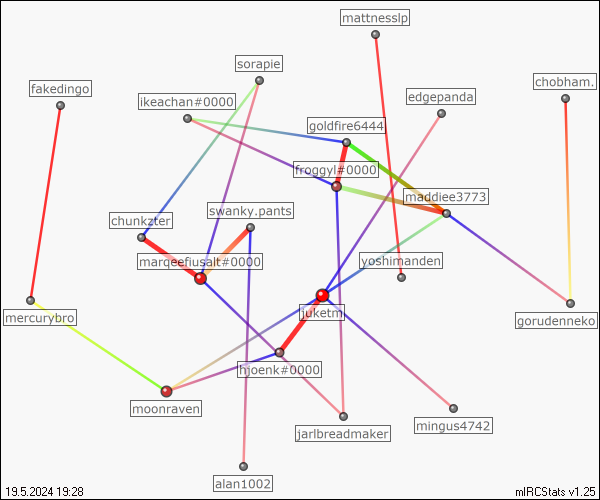 mattnesslp
sorapie
fakedingo
chobham.
ikeachan#0000
edgepanda
goldfire6444
froggyl#0000
maddiee3773
swanky.pants
chunkzter
marqeefiusalt#0000
yoshimanden
juketm
mercurybro
gorudenneko
hjoenk#0000
moonraven
mingus4742
jarlbreadmaker
alan1002
19.5.2024 19:28
mIRCStats v1.25